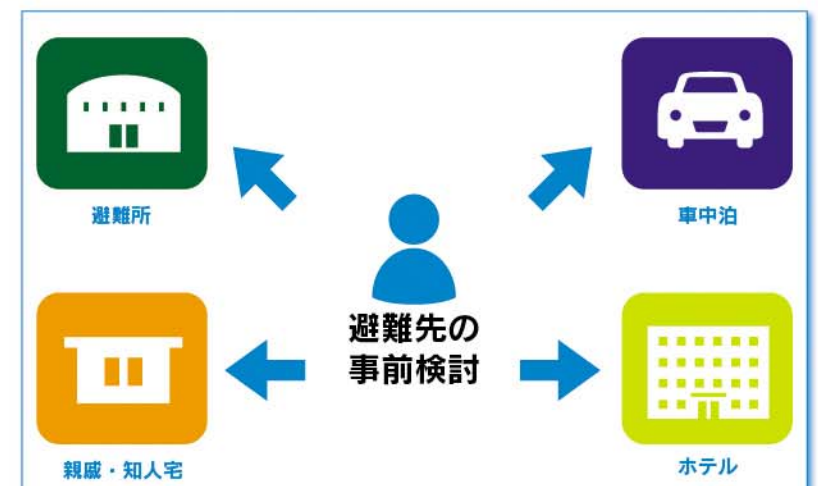 避難所
車中泊
避難先の
事前検討
親戚・知人宅
ホテル